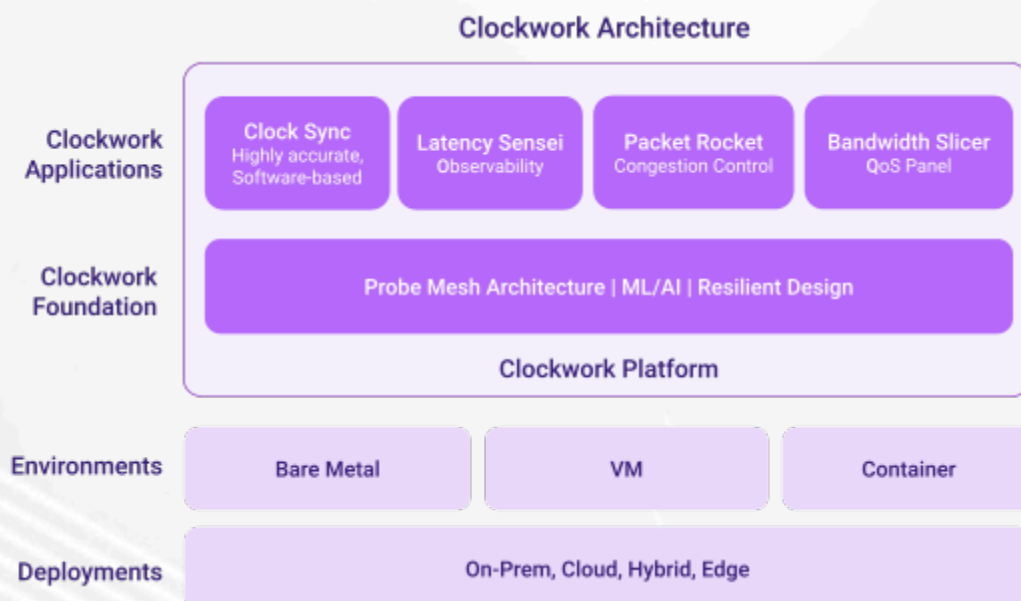 Clockwork Architecture
Clockwork
Applications
Clock Sync
Highly accurate,
Software-based
Latency Sensei
Observability
Packet Rocket
Congestion Control
Bandwidth Slicer
QoS Panel
Clockwork
Foundation
Probe Mesh Architecture | ML/AI | Resilient Design
Clockwork Platform
Environments
Bare Metal
VM
Container
Deployments
On-Prem, Cloud, Hybrid, Edge